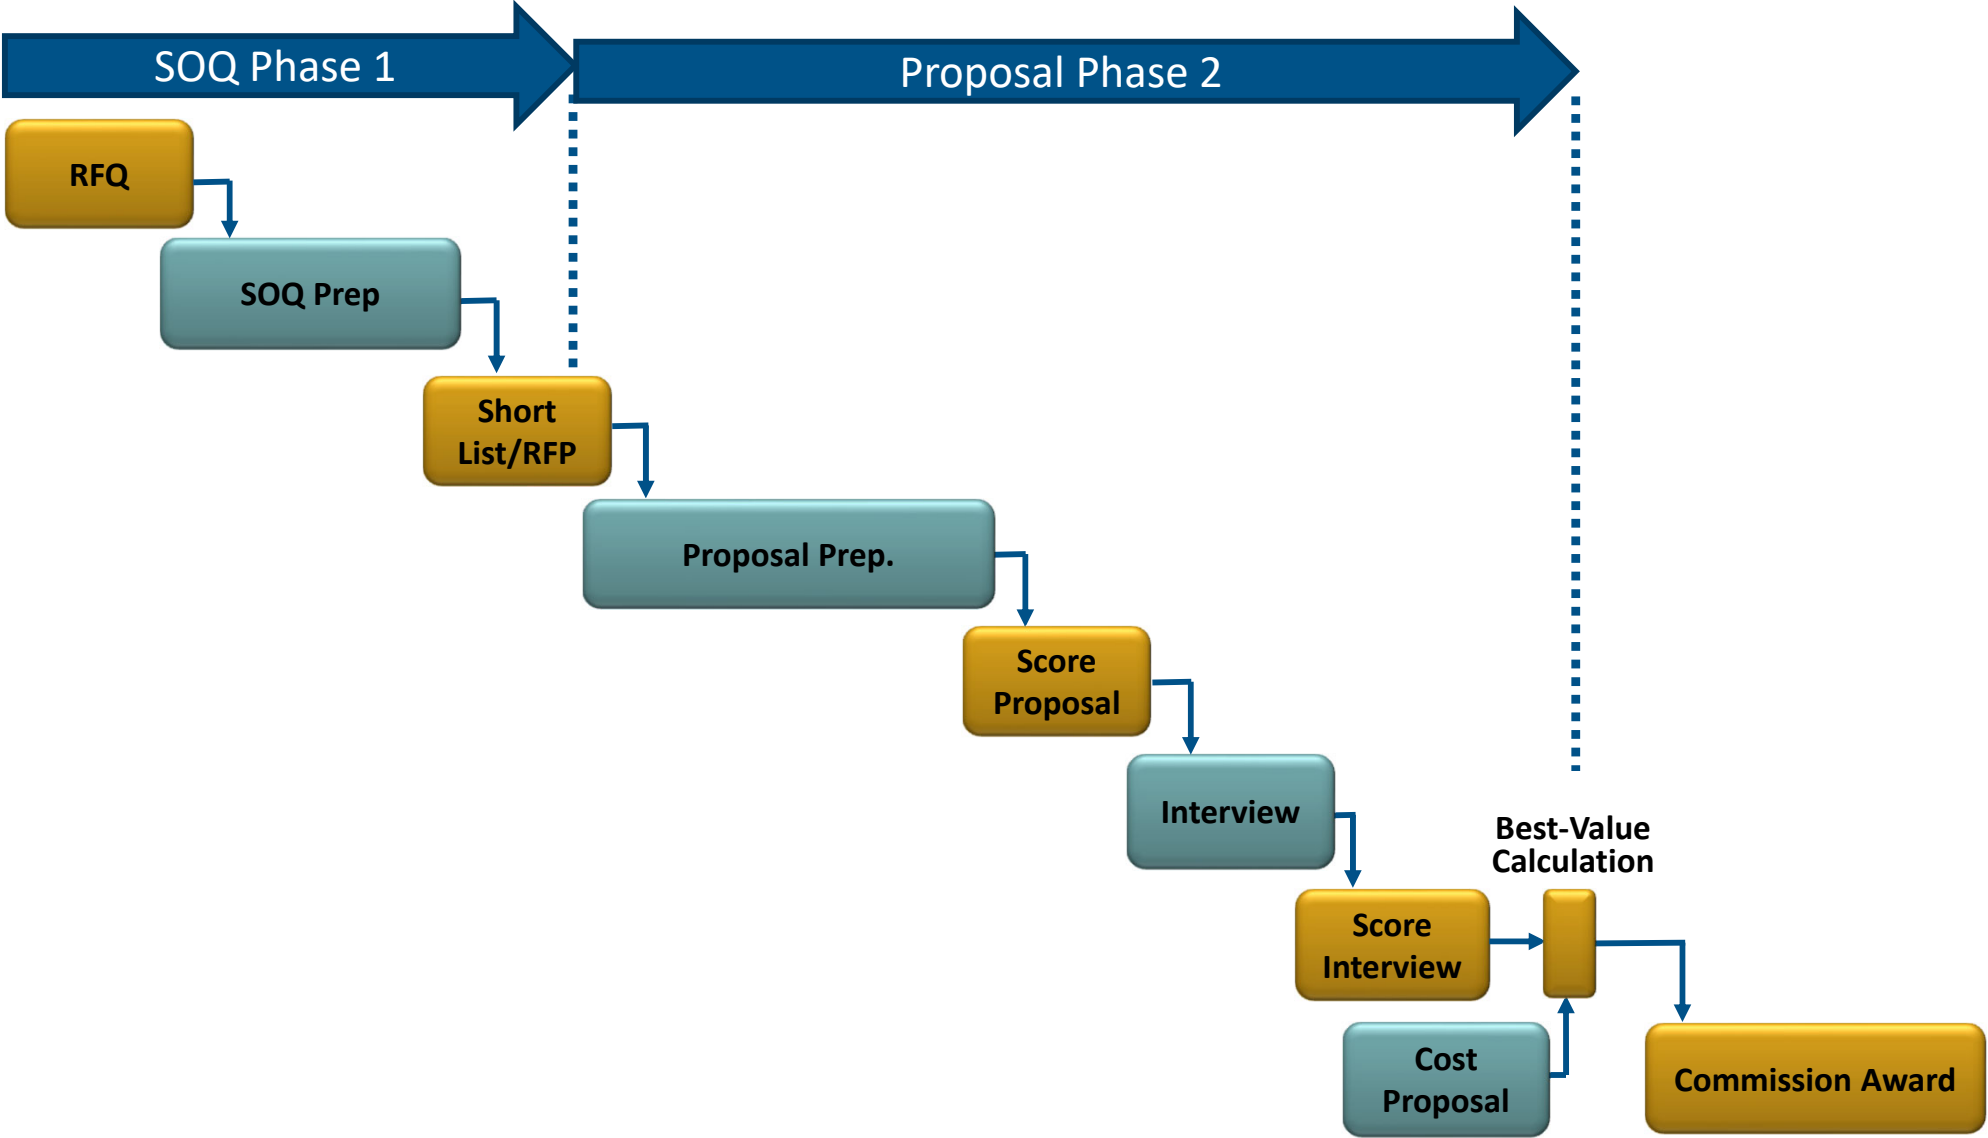 SOQ Phase 1
Proposal Phase 2
RFQ
SOQ Prep
Short
List/RFP
Proposal Prep.
Score
Proposal
Interview
Best-Value
Calculation
Score
Interview
Cost
Proposal
Commission Award